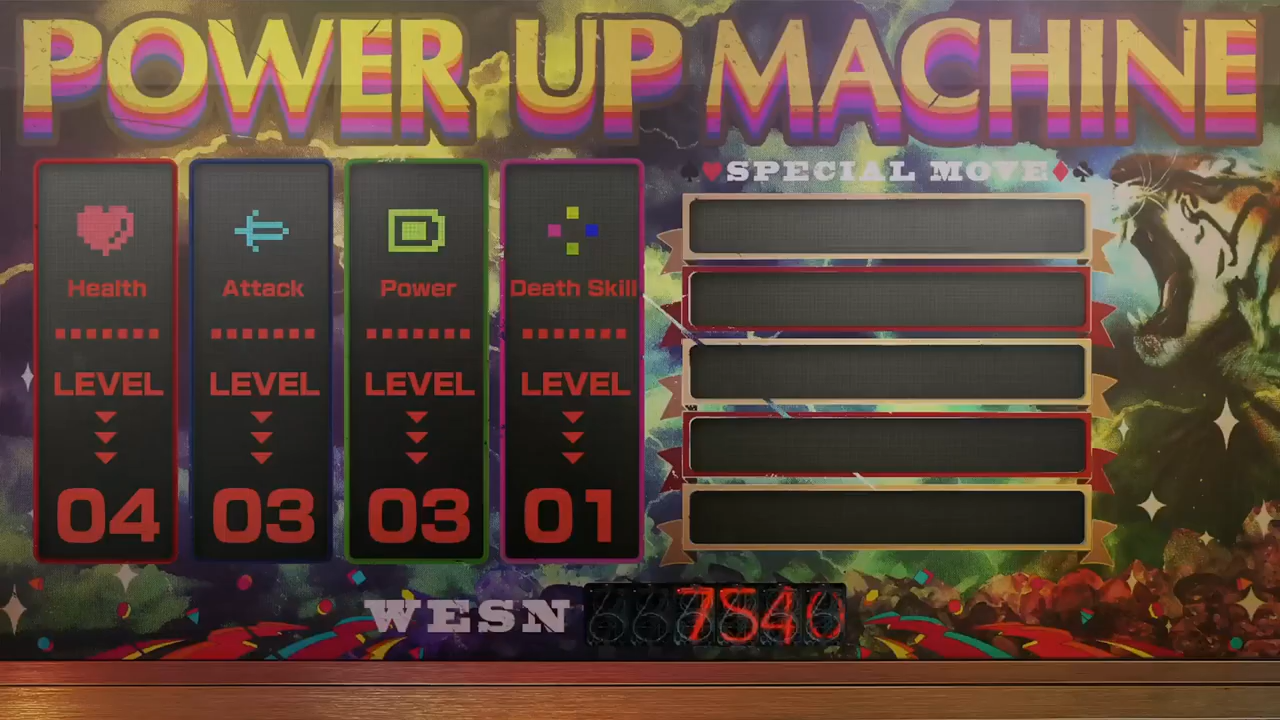 POWER UP MACHINE
SPECIAL MOVE
Health
Attack
Power
Death Skill
LEVEL
LEVEL
LEVEL
LEVEL
04
03
03
01
WESN 7540